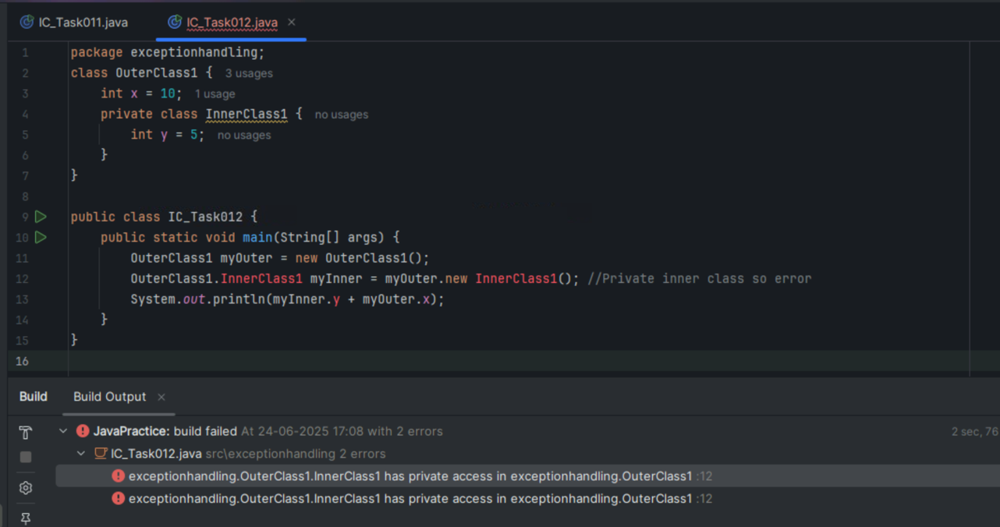 IC_Task011.java IC_Task012.java ×
1 package exceptionhandling;
2 class OuterClass1 { 3 usages
3 int x = 10; 1 usage
4 private class InnerClass1 { no usages
5 int y = 5; no usages
6 }
7 }
8
9 public class IC_Task012 {
10 public static void main(String[] args) {
11 OuterClass1 myOuter = new OuterClass1();
12 OuterClass1.InnerClass1 myInner = myOuter.new InnerClass1(); //Private inner class so error
13 System.out.println(myInner.y + myOuter.x);
14 }
15 }
16
Build Build Output ×
JavaPractice: build failed At 24-06-2025 17:08 with 2 errors 2 sec, 76
IC_Task012.java src\exceptionhandling 2 errors
exceptionhandling.OuterClass1.InnerClass1 has private access in exceptionhandling.OuterClass1 :12
exceptionhandling.OuterClass1.InnerClass1 has private access in exceptionhandling.OuterClass1 :12